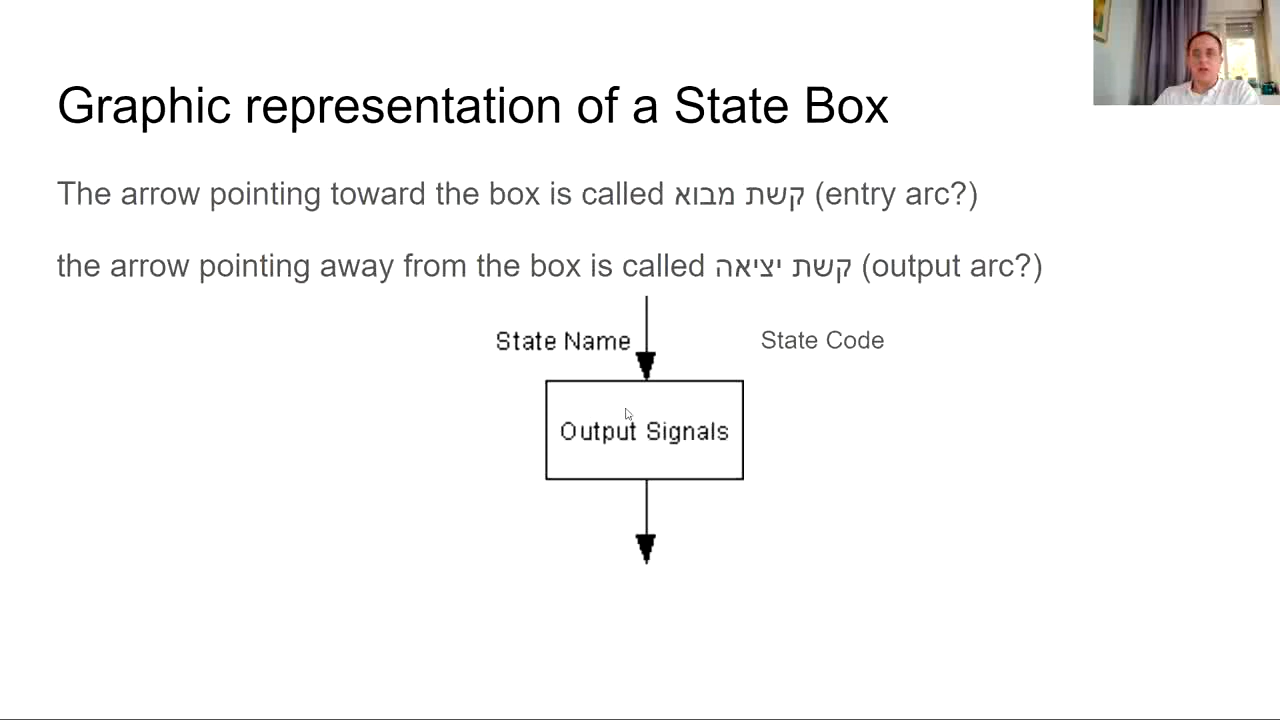 Graphic representation of a State Box
The arrow pointing toward the box is called קשת מבוא (entry arc?)
the arrow pointing away from the box is called קשת יציאה (output arc?)
State Name
State Code
Output Signals